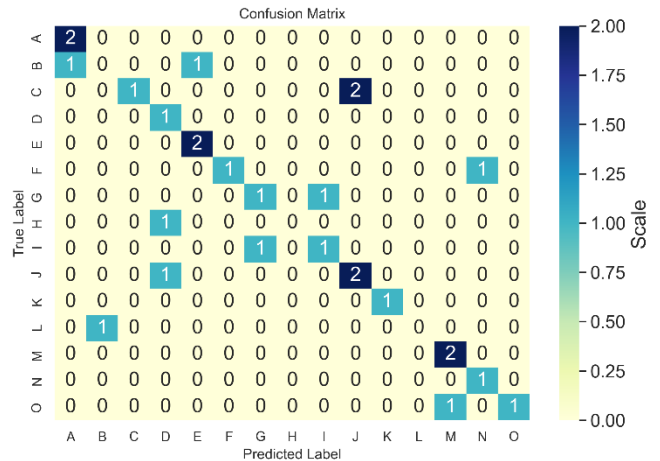 Confusion Matrix
A 2 0 0 0 0 0 0 0 0 0 0 0 0 0 0
B 1 0 0 0 1 0 0 0 0 0 0 0 0 0 0
C 0 0 1 0 0 0 0 0 0 2 0 0 0 0 0
D 0 0 0 1 0 0 0 0 0 0 0 0 0 0 0
E 0 0 0 0 2 0 0 0 0 0 0 0 0 0 0
F 0 0 0 0 0 1 0 0 0 0 0 0 0 1 0
G 0 0 0 0 0 0 1 0 1 0 0 0 0 0 0
H 0 0 0 1 0 0 0 0 0 0 0 0 0 0 0
I 0 0 0 0 0 0 1 0 1 0 0 0 0 0 0
J 0 0 0 1 0 0 0 0 0 2 0 0 0 0 0
K 0 0 0 0 0 0 0 0 0 0 1 0 0 0 0
L 0 1 0 0 0 0 0 0 0 0 0 0 0 0 0
M 0 0 0 0 0 0 0 0 0 0 0 0 2 0 0
N 0 0 0 0 0 0 0 0 0 0 0 0 0 1 0
O 0 0 0 0 0 0 0 0 0 0 0 0 1 0 1
A B C D E F G H I J K L M N O
Predicted Label
True Label
2.00
1.75
1.50
1.25
1.00
0.75
0.50
0.25
0.00
Scale